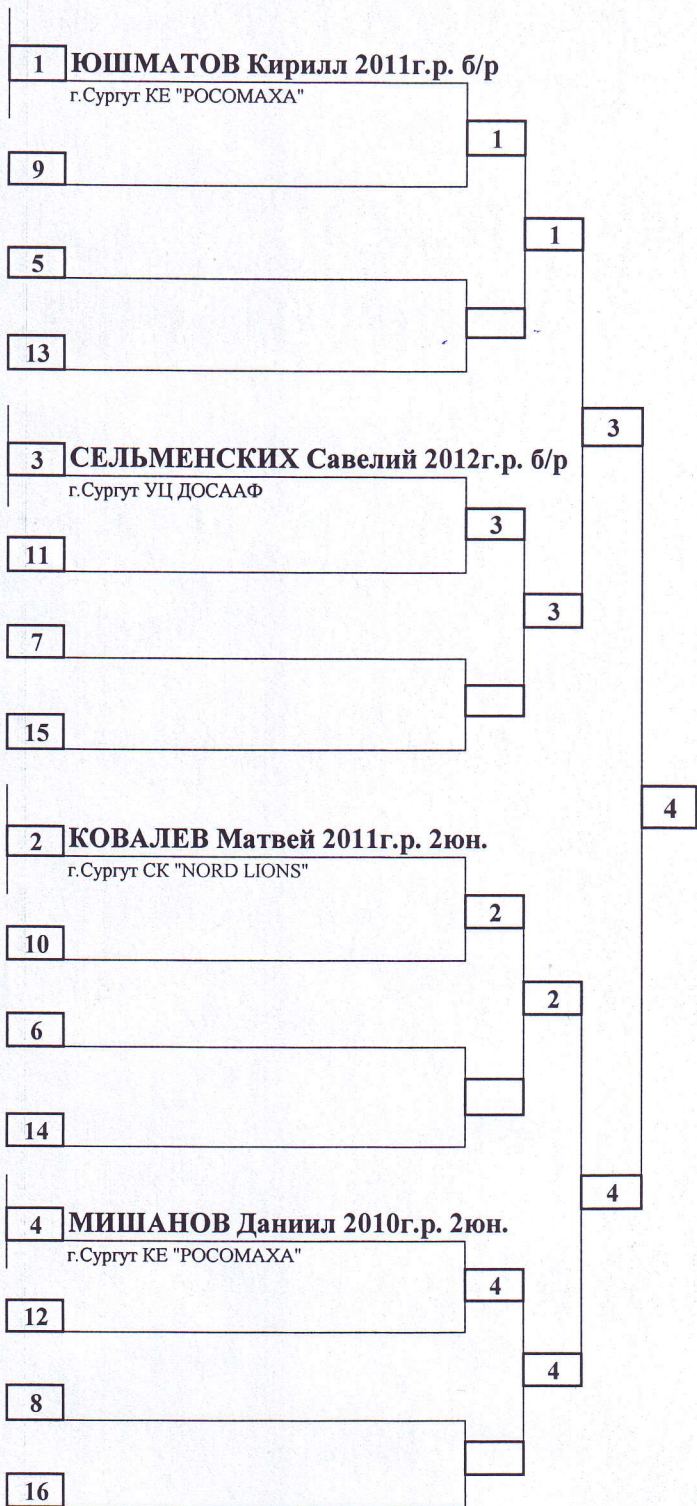 1 ЮШМАТОВ Кирилл 2011г.р. б/р
г.Сургут КЕ "РОСОМАХА"
1
9
1
5
13
3
3 СЕЛЬМЕНСКИХ Савелий 2012г.р. б/р
г.Сургут УЦ ДОСААФ
3
11
3
7
15
4
2 КОВАЛЕВ Матвей 2011г.р. 2юн.
г.Сургут СК "NORD LIONS"
2
10
2
6
14
4
4 МИШАНОВ Даниил 2010г.р. 2юн.
г.Сургут КЕ "РОСОМАХА"
4
12
4
8
16